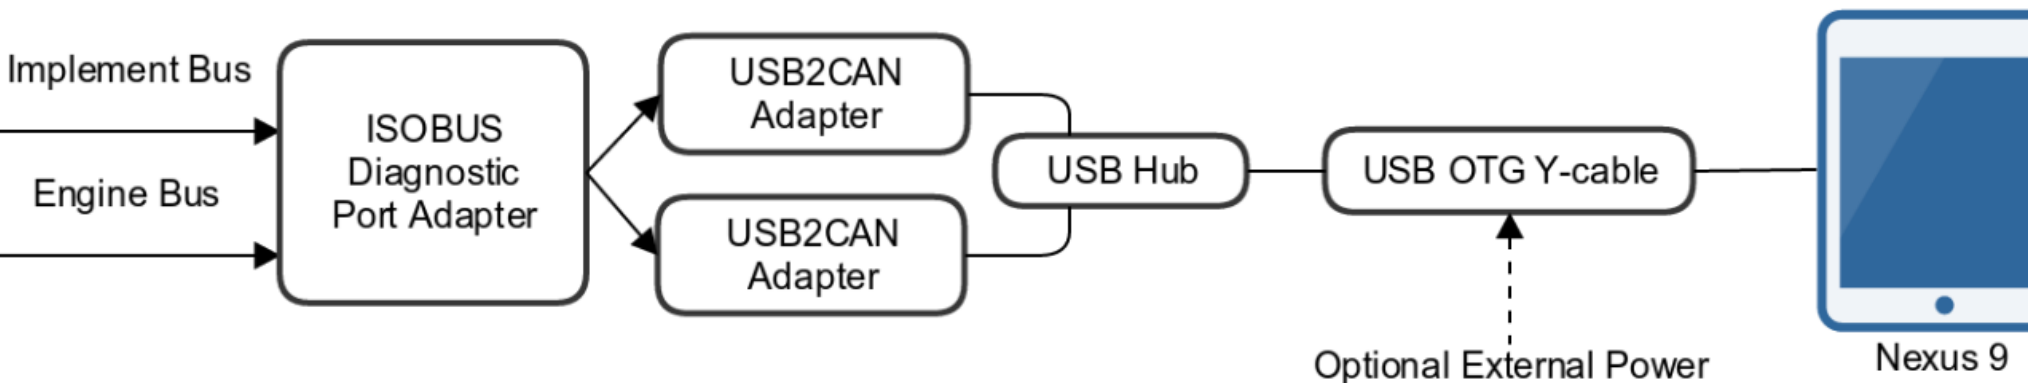 Implement Bus
Engine Bus
ISOBUS
Diagnostic
Port Adapter
USB2CAN
Adapter
USB2CAN
Adapter
USB Hub
USB OTG Y-cable
Optional External Power
Nexus 9